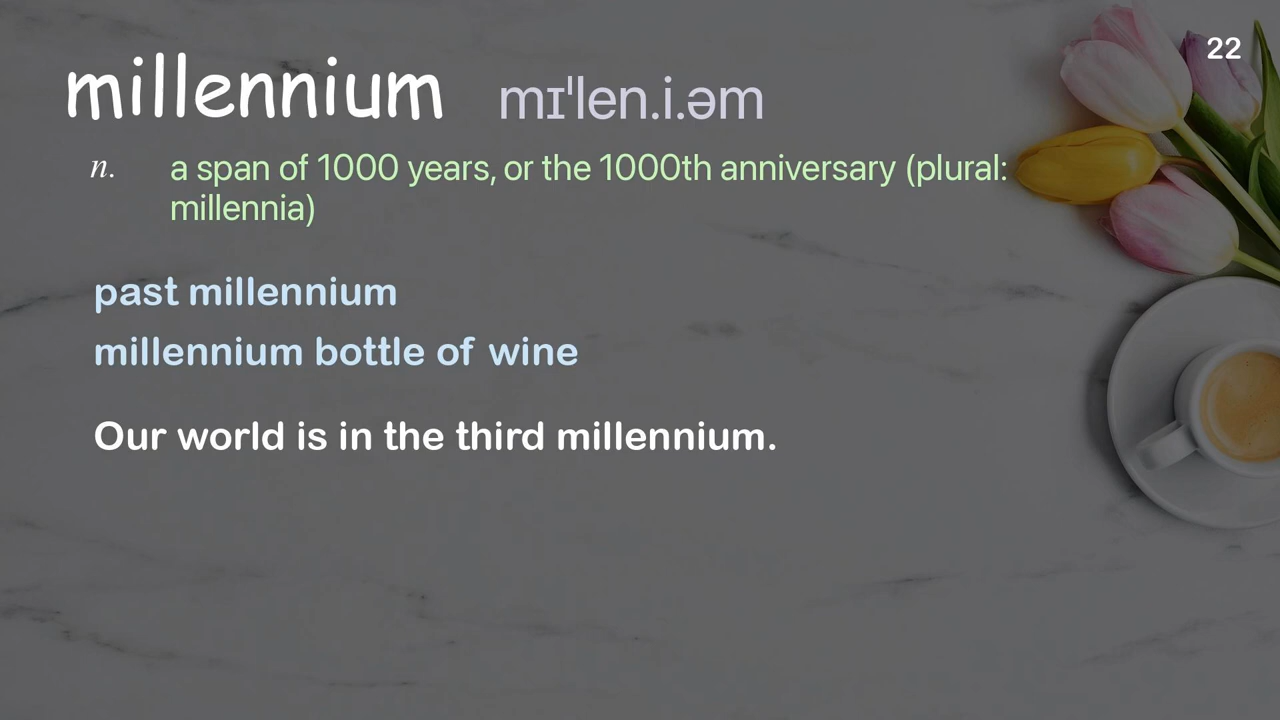 22
millennium mɪˈlen.i.əm
n. a span of 1000 years, or the 1000th anniversary (plural:
millennia)
past millennium
millennium bottle of wine
Our world is in the third millennium.